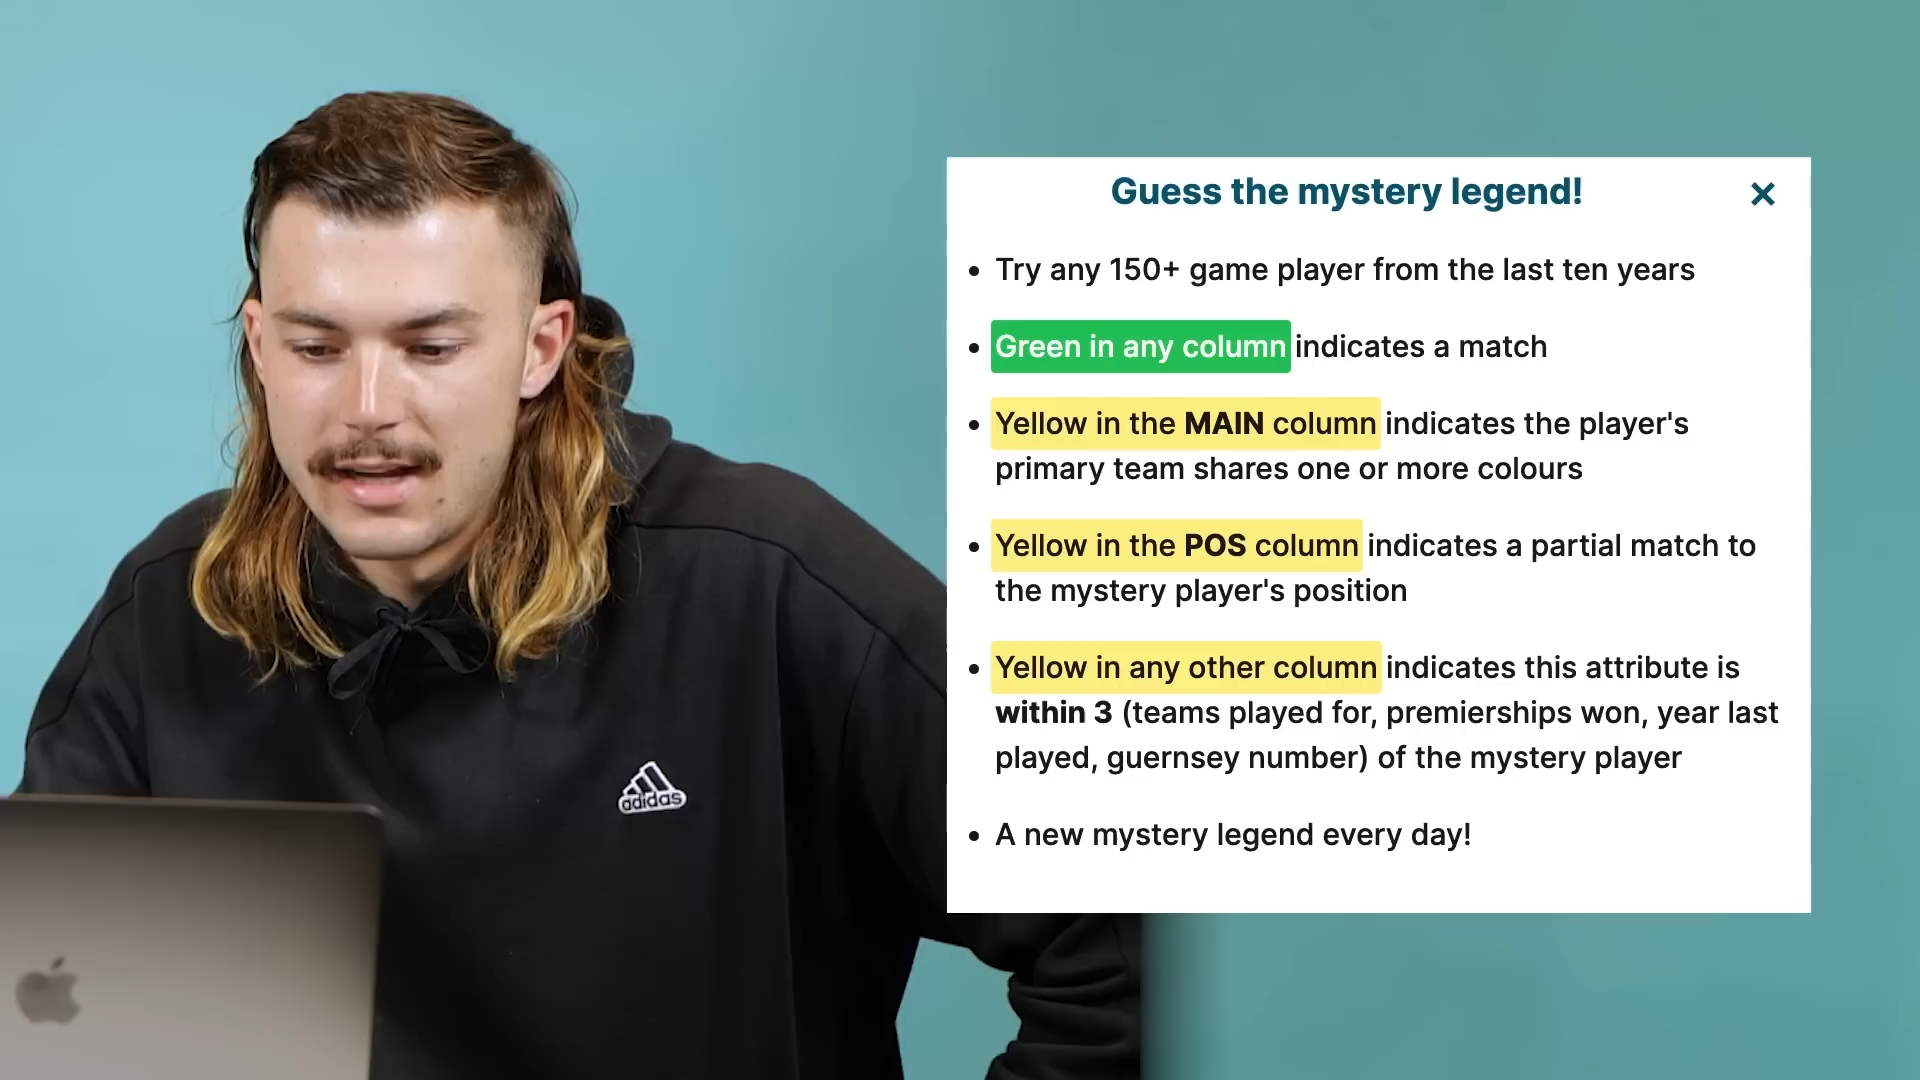 Guess the mystery legend!
Try any 150+ game player from the last ten years
Green in any column indicates a match
Yellow in the MAIN column indicates the player's
primary team shares one or more colours
Yellow in the POS column indicates a partial match to
the mystery player's position
Yellow in any other column indicates this attribute is
within 3 (teams played for, premierships won, year last
played, guernsey number) of the mystery player
A new mystery legend every day!
adidas